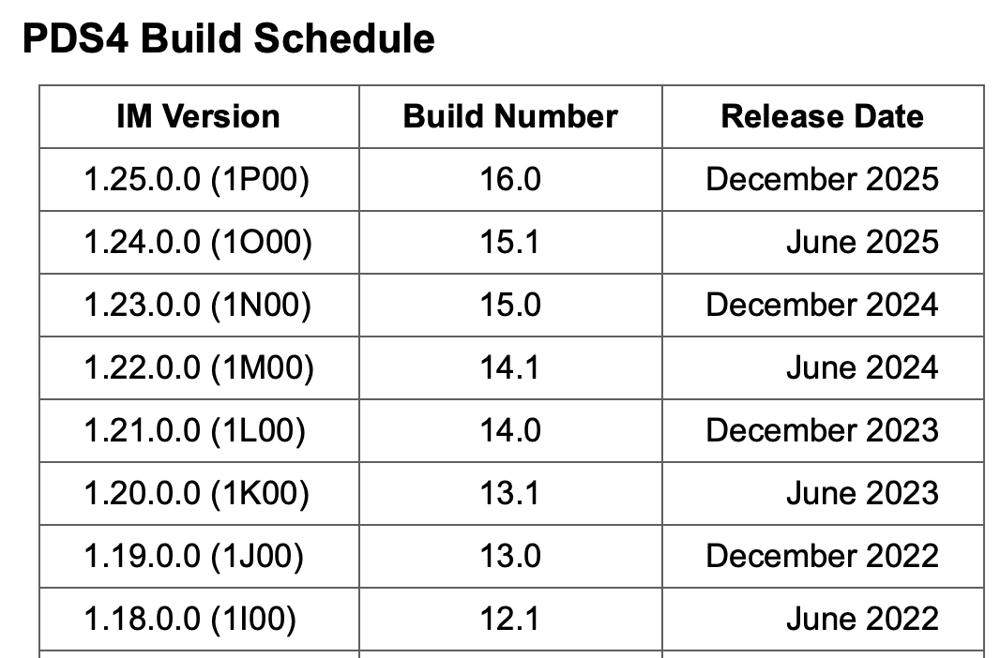 PDS4 Build Schedule
IM Version Build Number Release Date
1.25.0.0 (1P00) 16.0 December 2025
1.24.0.0 (1O00) 15.1 June 2025
1.23.0.0 (1N00) 15.0 December 2024
1.22.0.0 (1M00) 14.1 June 2024
1.21.0.0 (1L00) 14.0 December 2023
1.20.0.0 (1K00) 13.1 June 2023
1.19.0.0 (1J00) 13.0 December 2022
1.18.0.0 (1I00) 12.1 June 2022